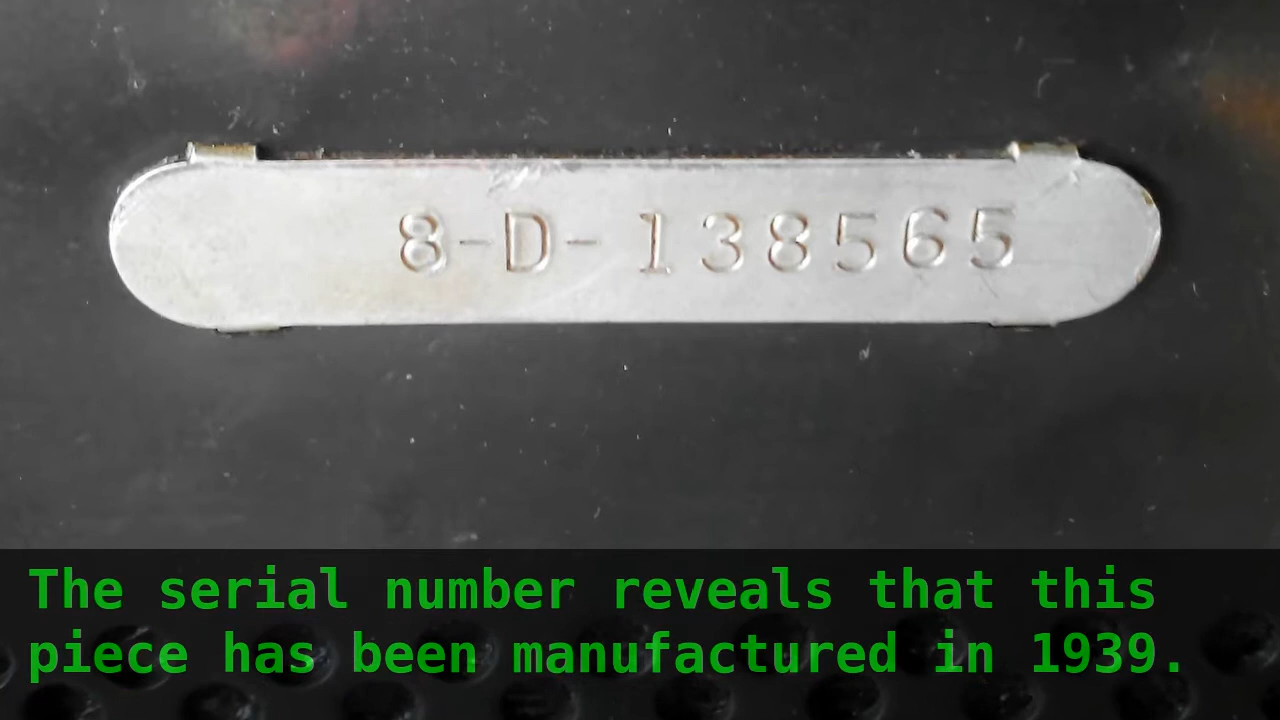 8-D-138565
The serial number reveals that this
piece has been manufactured in 1939.